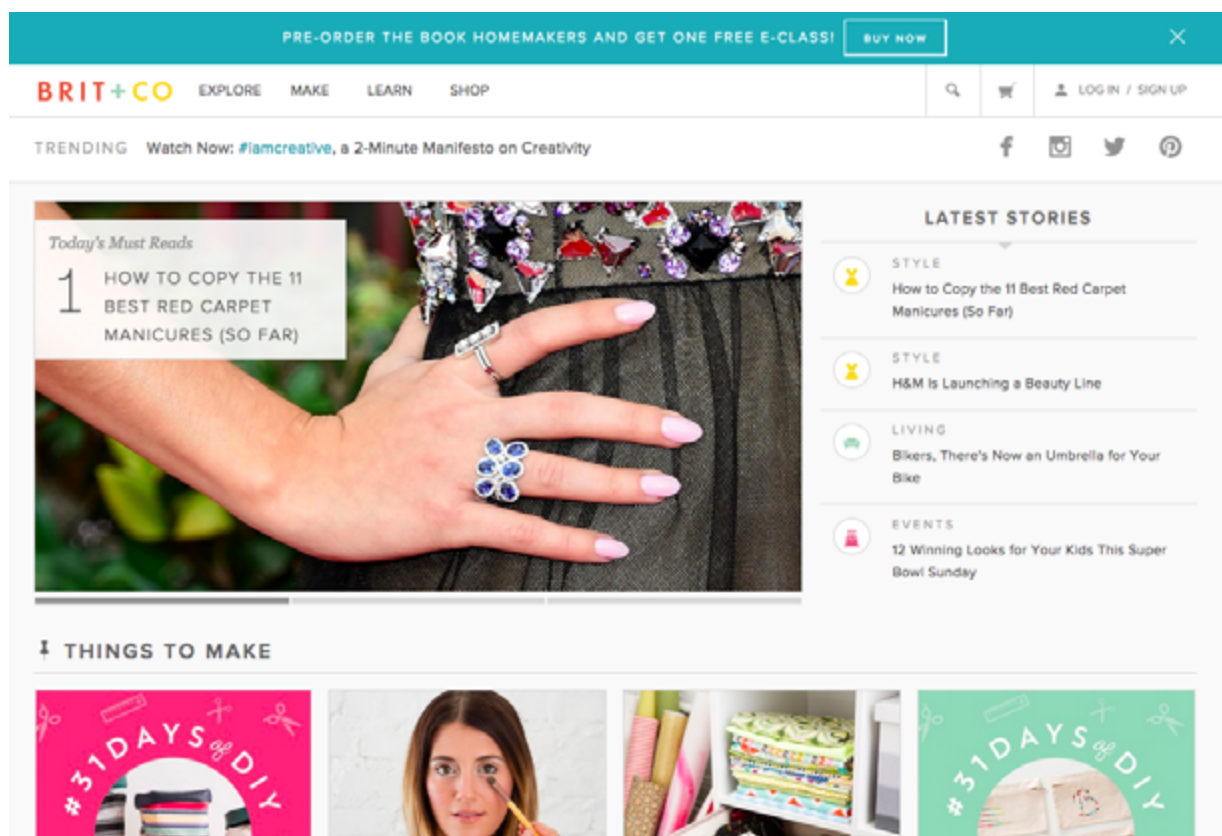 PRE-ORDER THE BOOK HOMEMAKERS AND GET ONE FREE E-CLASS!
BUY NOW
BRIT+CO
EXPLORE
MAKE
LEARN
SHOP
LOG IN / SIGN UP
TRENDING
Watch Now: #iamcreative, a 2-Minute Manifesto on Creativity
Today's Must Reads
1
HOW TO COPY THE 11
BEST RED CARPET
MANICURES (SO FAR)
LATEST STORIES
STYLE
How to Copy the 11 Best Red Carpet
Manicures (So Far)
STYLE
H&M Is Launching a Beauty Line
LIVING
Bikers, There's Now an Umbrella for Your
Bike
EVENTS
12 Winning Looks for Your Kids This Super
Bowl Sunday
THINGS TO MAKE
#31DAYS of DIY
#31DAYS of DIY